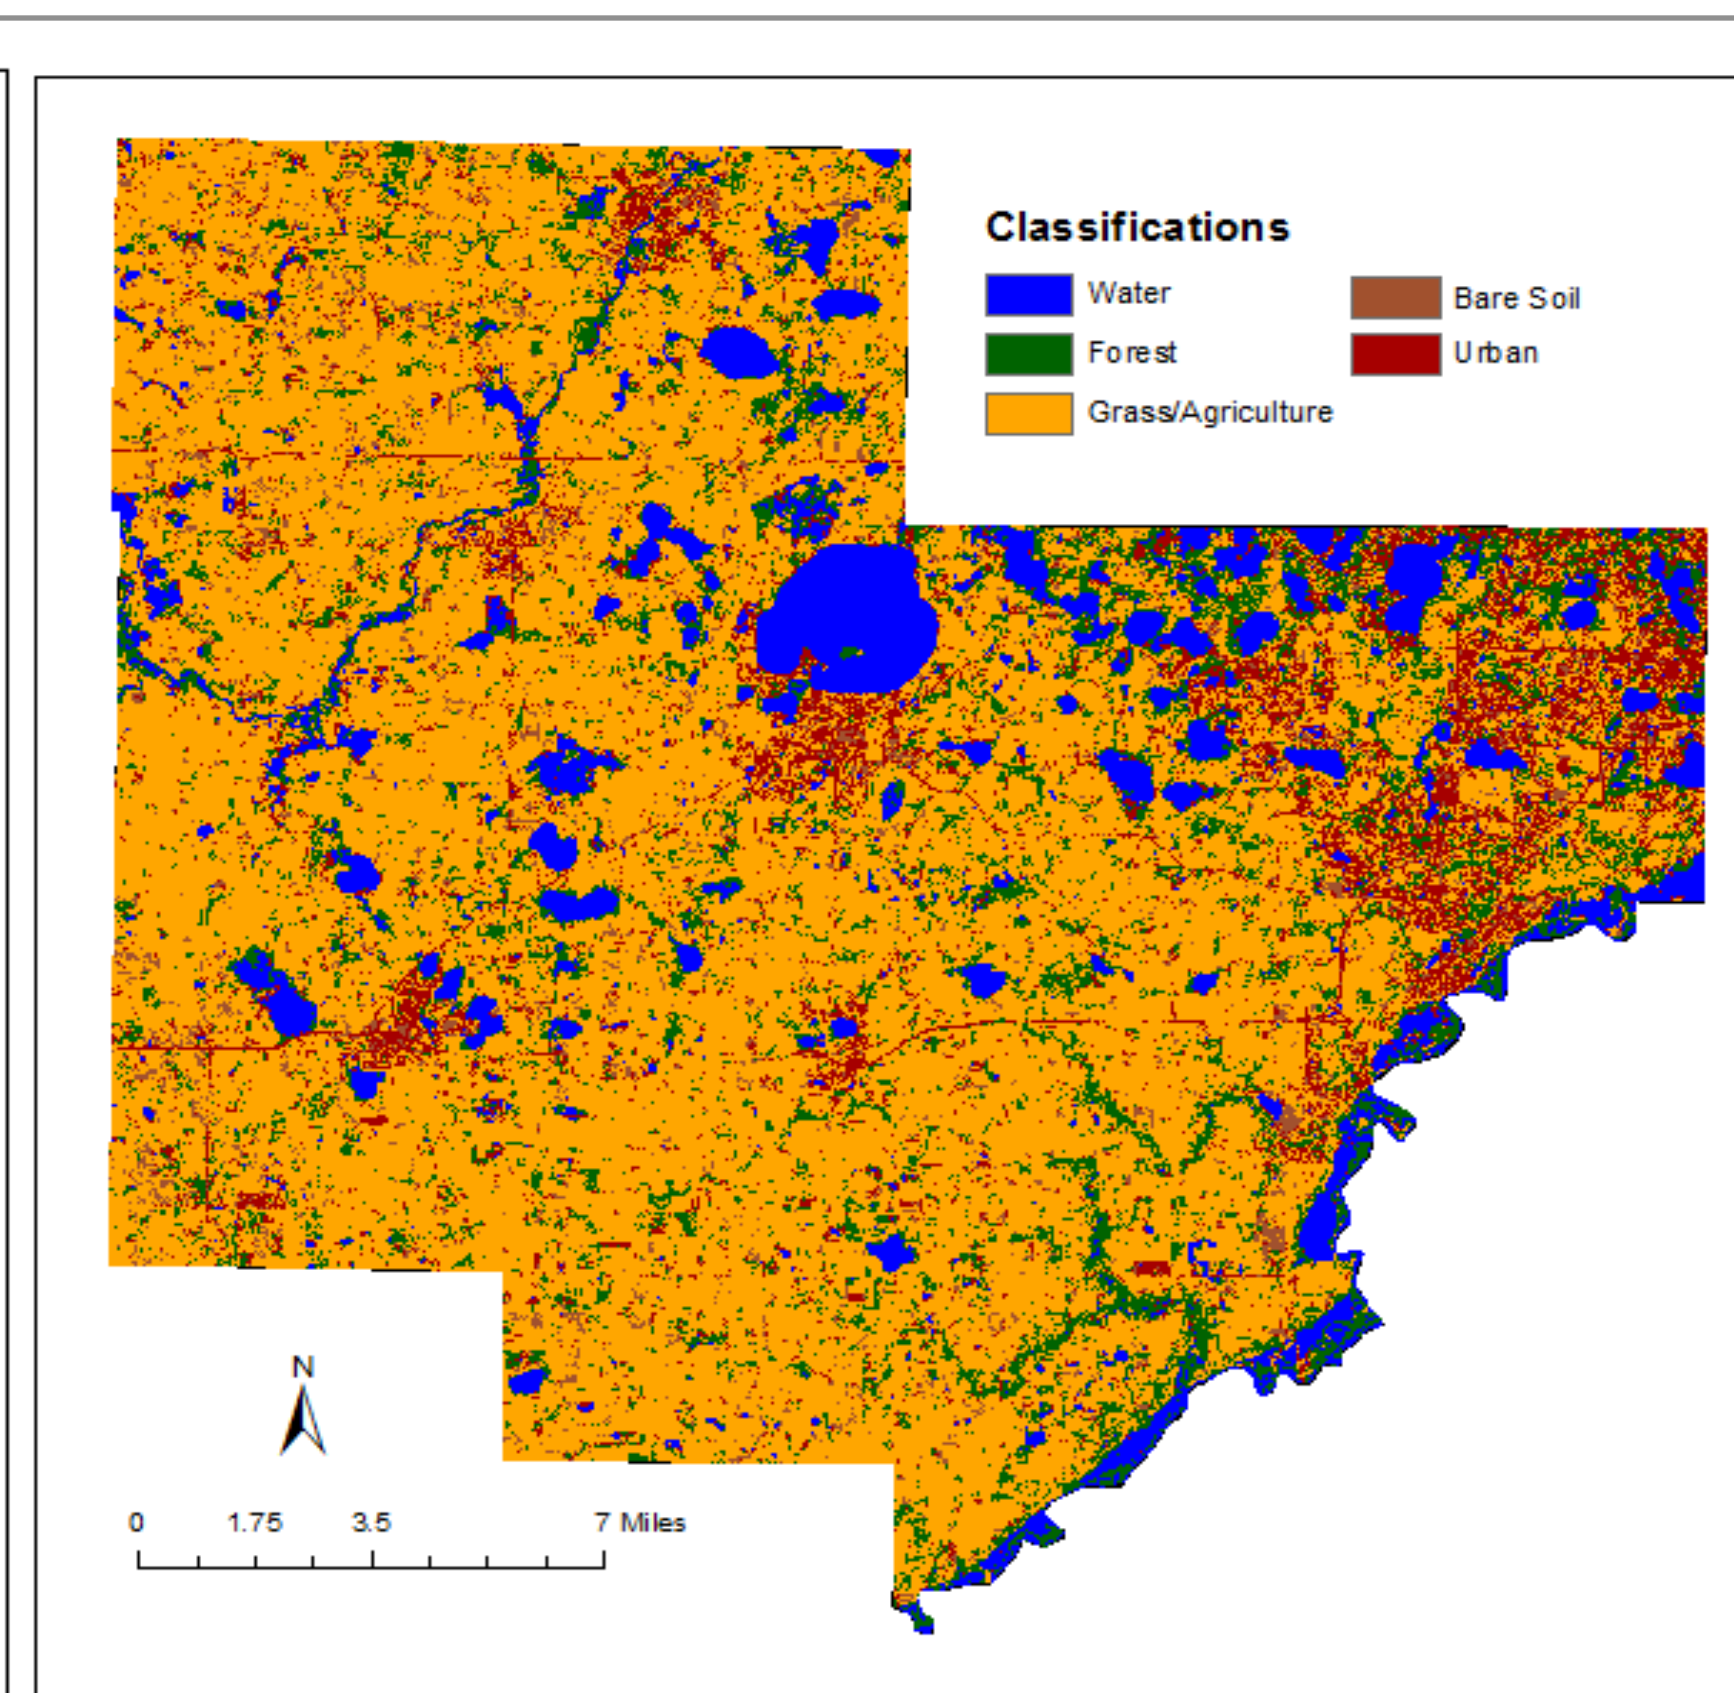 Classifications
Water
Bare Soil
Forest
Urban
Grass/Agriculture
N
0 1.75 3.5 7 Miles